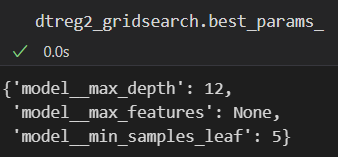 dtreg2_gridsearch.best_params_
✓ 0.0s
{'model__max_depth': 12,
'model__max_features': None,
'model__min_samples_leaf': 5}